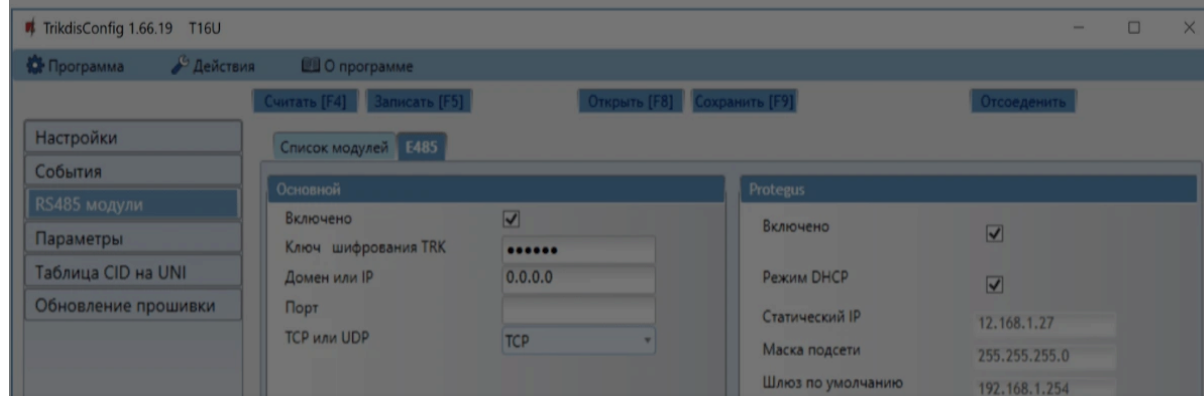 TrikdisConfig 1.66.19 T16U
Программа Действия О программе
Считать [F4] Записать [F5] Открыть [F8] Сохранить [F9] Отсоеденить
Настройки
События
RS485 модули
Параметры
Таблица CID на UNI
Обновление прошивки
Список модулей E485
Основной
Включено
Ключ шифрования TRK ••••••
Домен или IP 0.0.0.0
Порт
TCP или UDP TCP
Protegus
Включено
Режим DHCP
Статический IP 12.168.1.27
Маска подсети 255.255.255.0
Шлюз по умолчанию 192.168.1.254